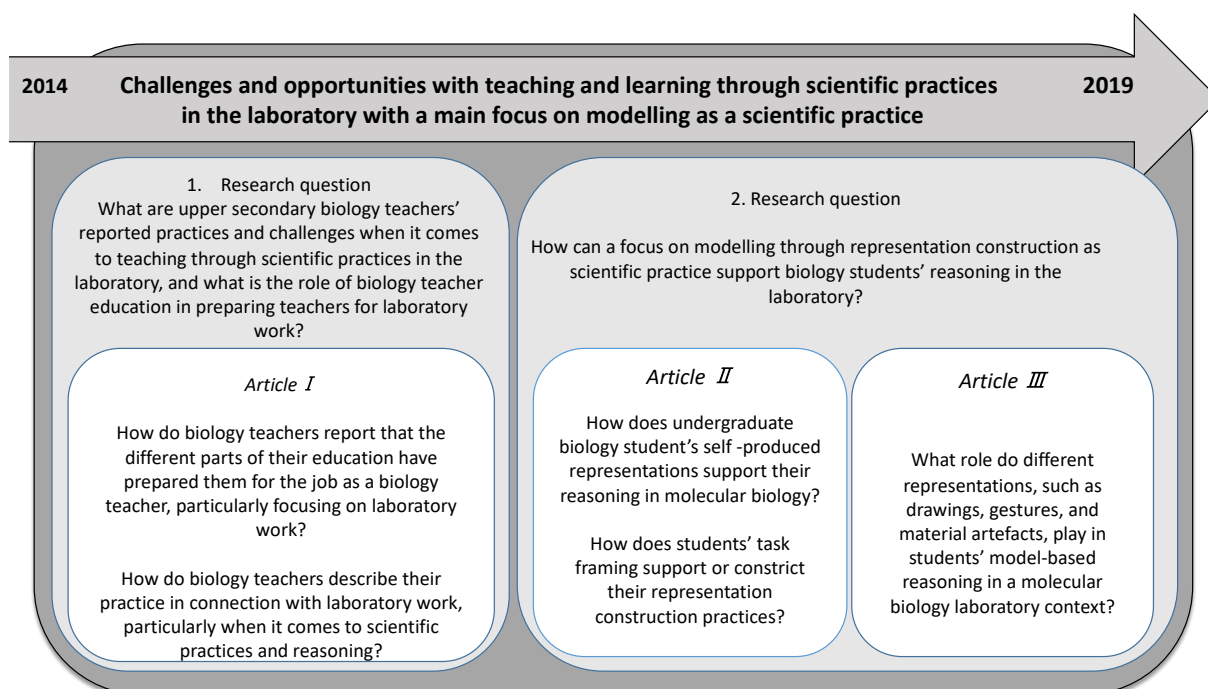 2014
Challenges and opportunities with teaching and learning through scientific practices
in the laboratory with a main focus on modelling as a scientific practice
2019
1. Research question
What are upper secondary biology teachers’
reported practices and challenges when it comes
to teaching through scientific practices in the
laboratory, and what is the role of biology teacher
education in preparing teachers for laboratory
work?
Article I
How do biology teachers report that the
different parts of their education have
prepared them for the job as a biology
teacher, particularly focusing on laboratory
work?
How do biology teachers describe their
practice in connection with laboratory work,
particularly when it comes to scientific
practices and reasoning?
2. Research question
How can a focus on modelling through representation construction as
scientific practice support biology students’ reasoning in the
laboratory?
Article II
How does undergraduate
biology student’s self -produced
representations support their
reasoning in molecular biology?
How does students’ task
framing support or constrict
their representation
construction practices?
Article III
What role do different
representations, such as
drawings, gestures, and
material artefacts, play in
students’ model-based
reasoning in a molecular
biology laboratory context?